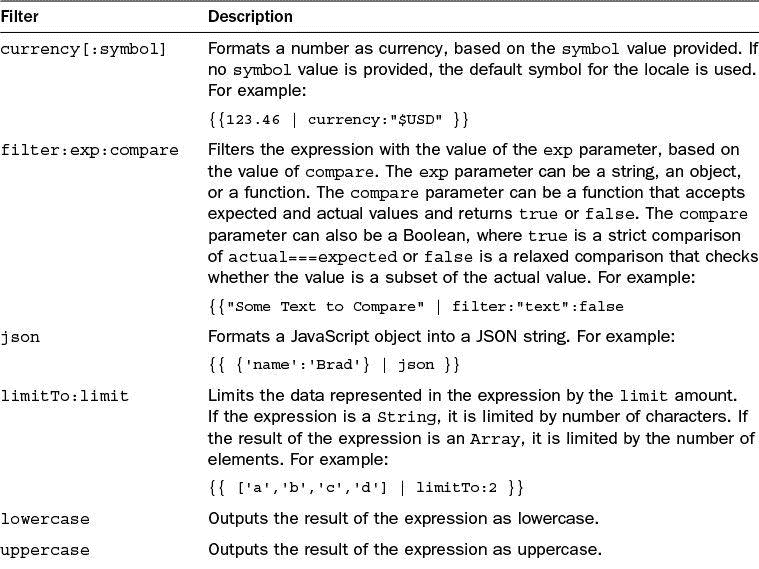 Filter Description
currency[:symbol] Formats a number as currency, based on the symbol value provided. If
no symbol value is provided, the default symbol for the locale is used.
For example:
{{123.46 | currency:"$USD" }}
filter:exp:compare Filters the expression with the value of the exp parameter, based on
the value of compare. The exp parameter can be a string, an object,
or a function. The compare parameter can be a function that accepts
expected and actual values and returns true or false. The compare
parameter can also be a Boolean, where true is a strict comparison
of actual===expected or false is a relaxed comparison that checks
whether the value is a subset of the actual value. For example:
{{"Some Text to Compare" | filter:"text":false
json Formats a JavaScript object into a JSON string. For example:
{{ {'name':'Brad'} | json }}
limitTo:limit Limits the data represented in the expression by the limit amount.
If the expression is a String, it is limited by number of characters. If
the result of the expression is an Array, it is limited by the number of
elements. For example:
{{ ['a','b','c','d'] | limitTo:2 }}
lowercase Outputs the result of the expression as lowercase.
uppercase Outputs the result of the expression as uppercase.